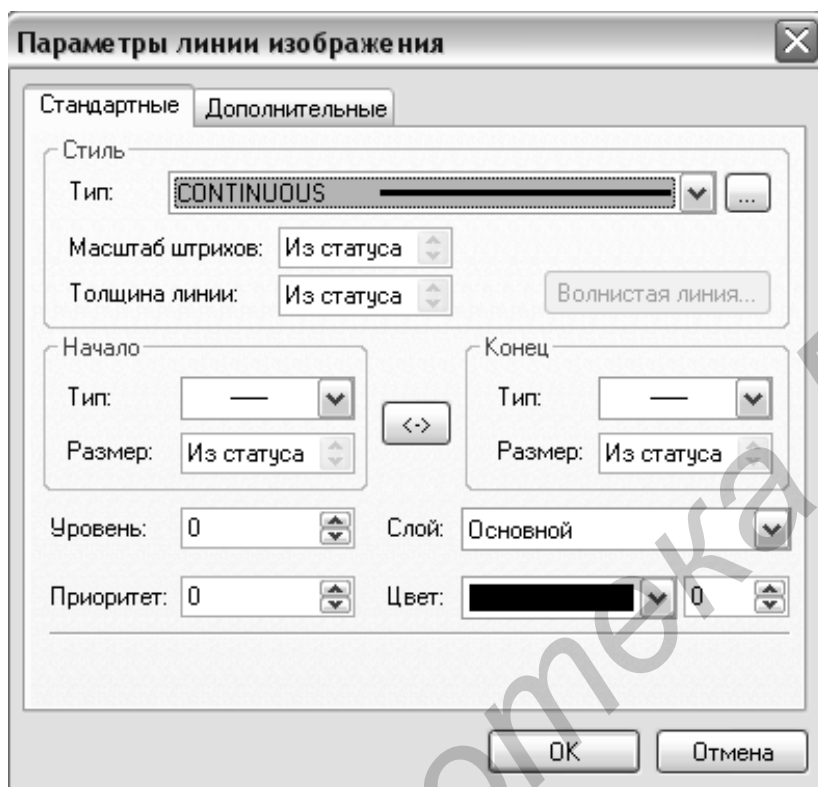 Параметры линии изображения
Стандартные Дополнительные
Стиль
Тип: CONTINUOUS ...
Масштаб штрихов: Из статуса
Толщина линии: Из статуса Волнистая линия...
Начало Конец
Тип: Тип:
<->
Размер: Из статуса Размер: Из статуса
Уровень: 0 Слой: Основной
Приоритет: 0 Цвет: 0
OK Отмена